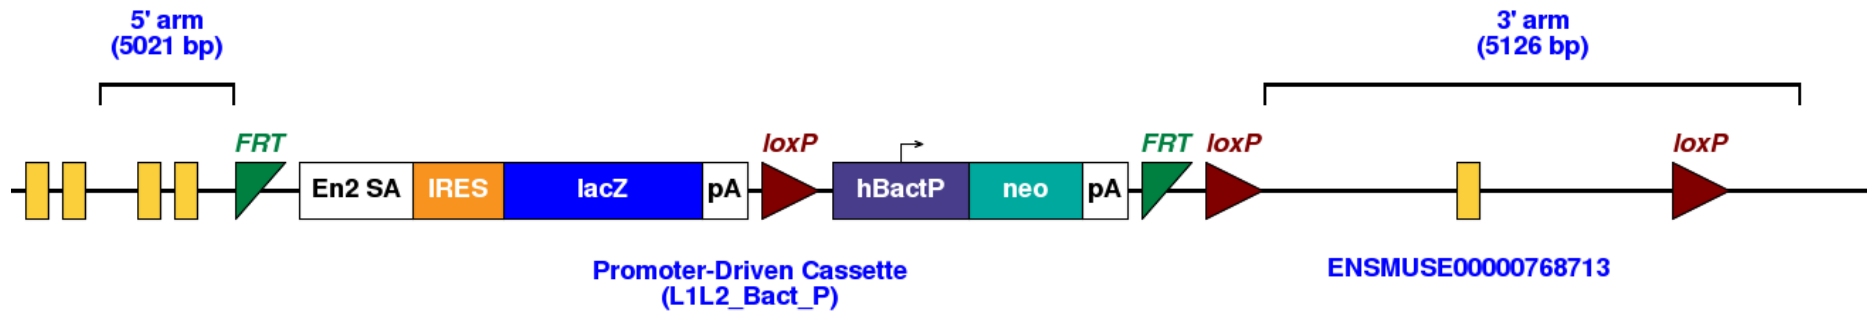 5' arm
(5021 bp)
3' arm
(5126 bp)
FRT
loxP
FRT
loxP
loxP
En2 SA
IRES
lacZ
pA
hBactP
neo
pA
Promoter-Driven Cassette
(L1L2_Bact_P)
ENSMUSE00000768713